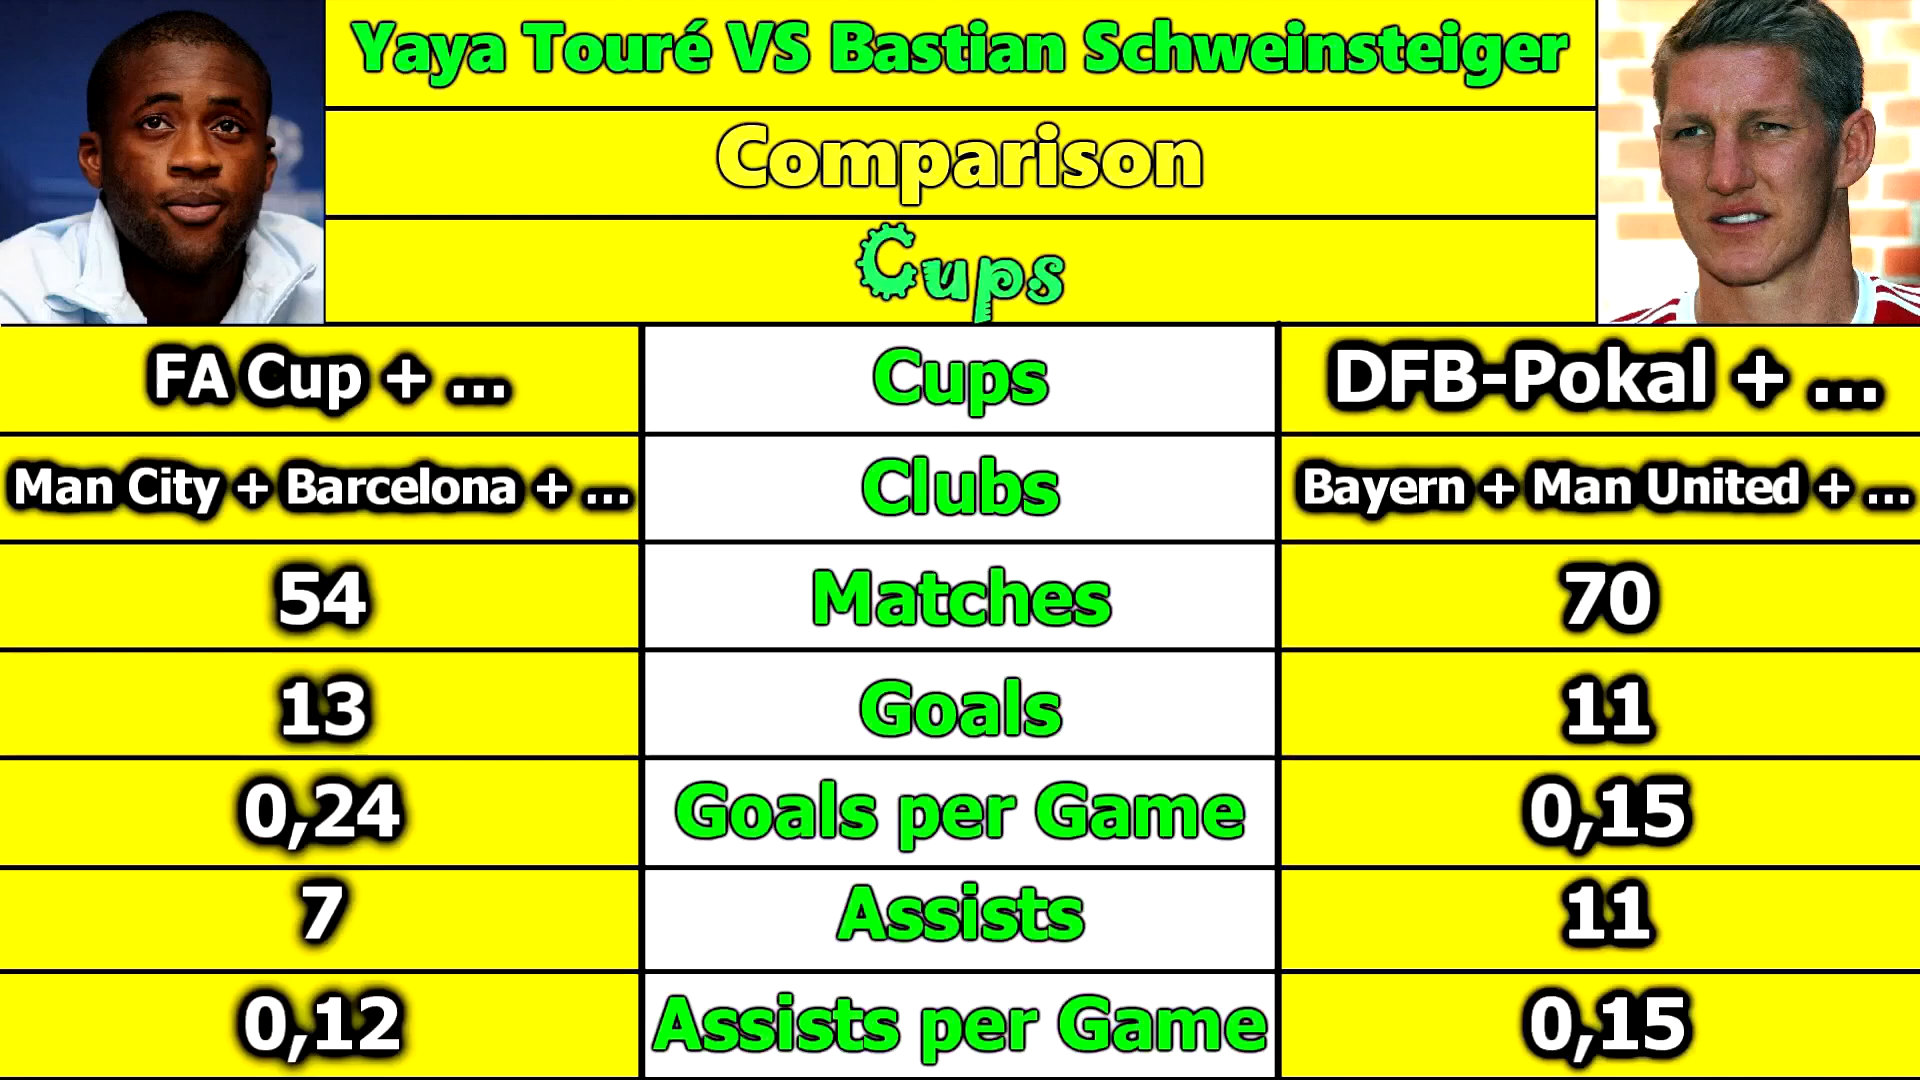 Yaya Touré VS Bastian Schweinsteiger
Comparison
Cups
FA Cup + ... Cups DFB-Pokal + ...
Man City + Barcelona + ... Clubs Bayern + Man United + ...
54 Matches 70
13 Goals 11
0,24 Goals per Game 0,15
7 Assists 11
0,12 Assists per Game 0,15